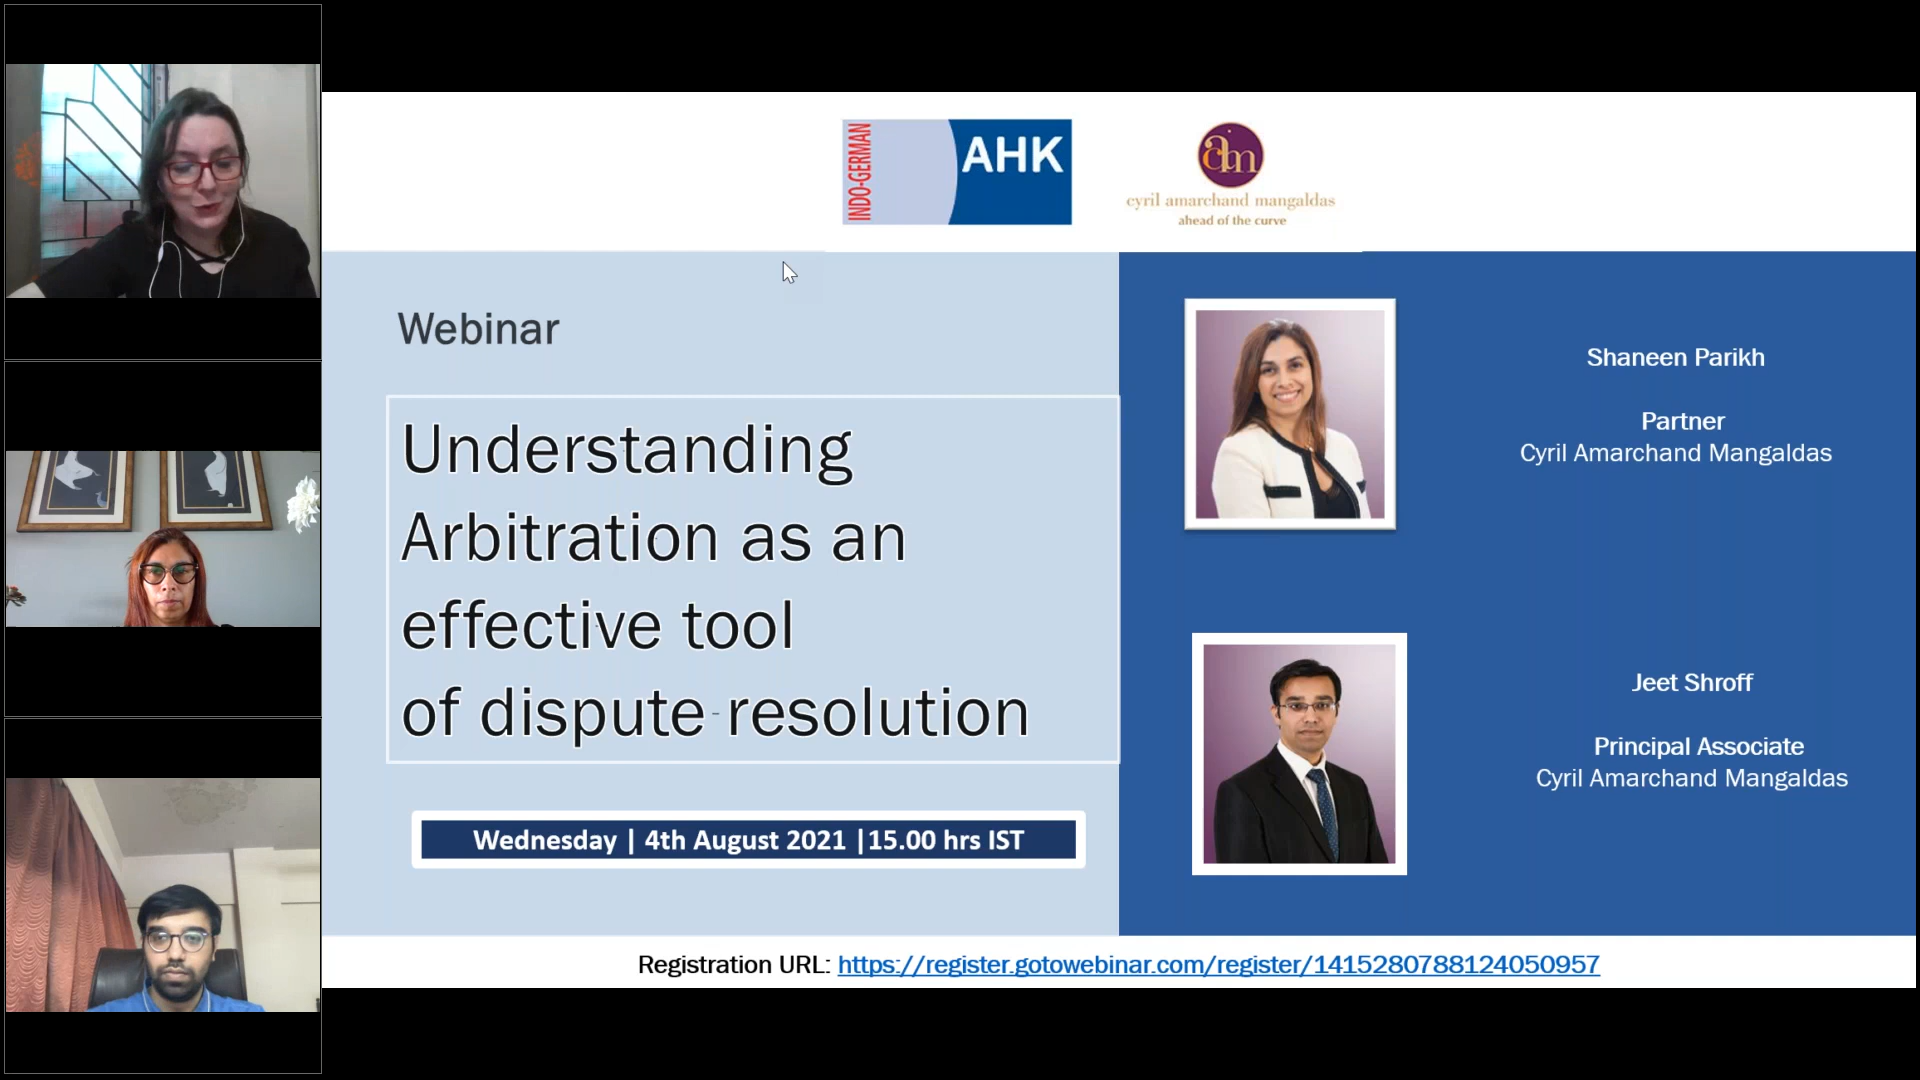 INDO-GERMAN
AHK
cam
cyril amarchand mangaldas
ahead of the curve
Webinar
Understanding
Arbitration as an
effective tool
of dispute resolution
Wednesday | 4th August 2021 |15.00 hrs IST
Shaneen Parikh
Partner
Cyril Amarchand Mangaldas
Jeet Shroff
Principal Associate
Cyril Amarchand Mangaldas
Registration URL: https://register.gotowebinar.com/register/1415280788124050957